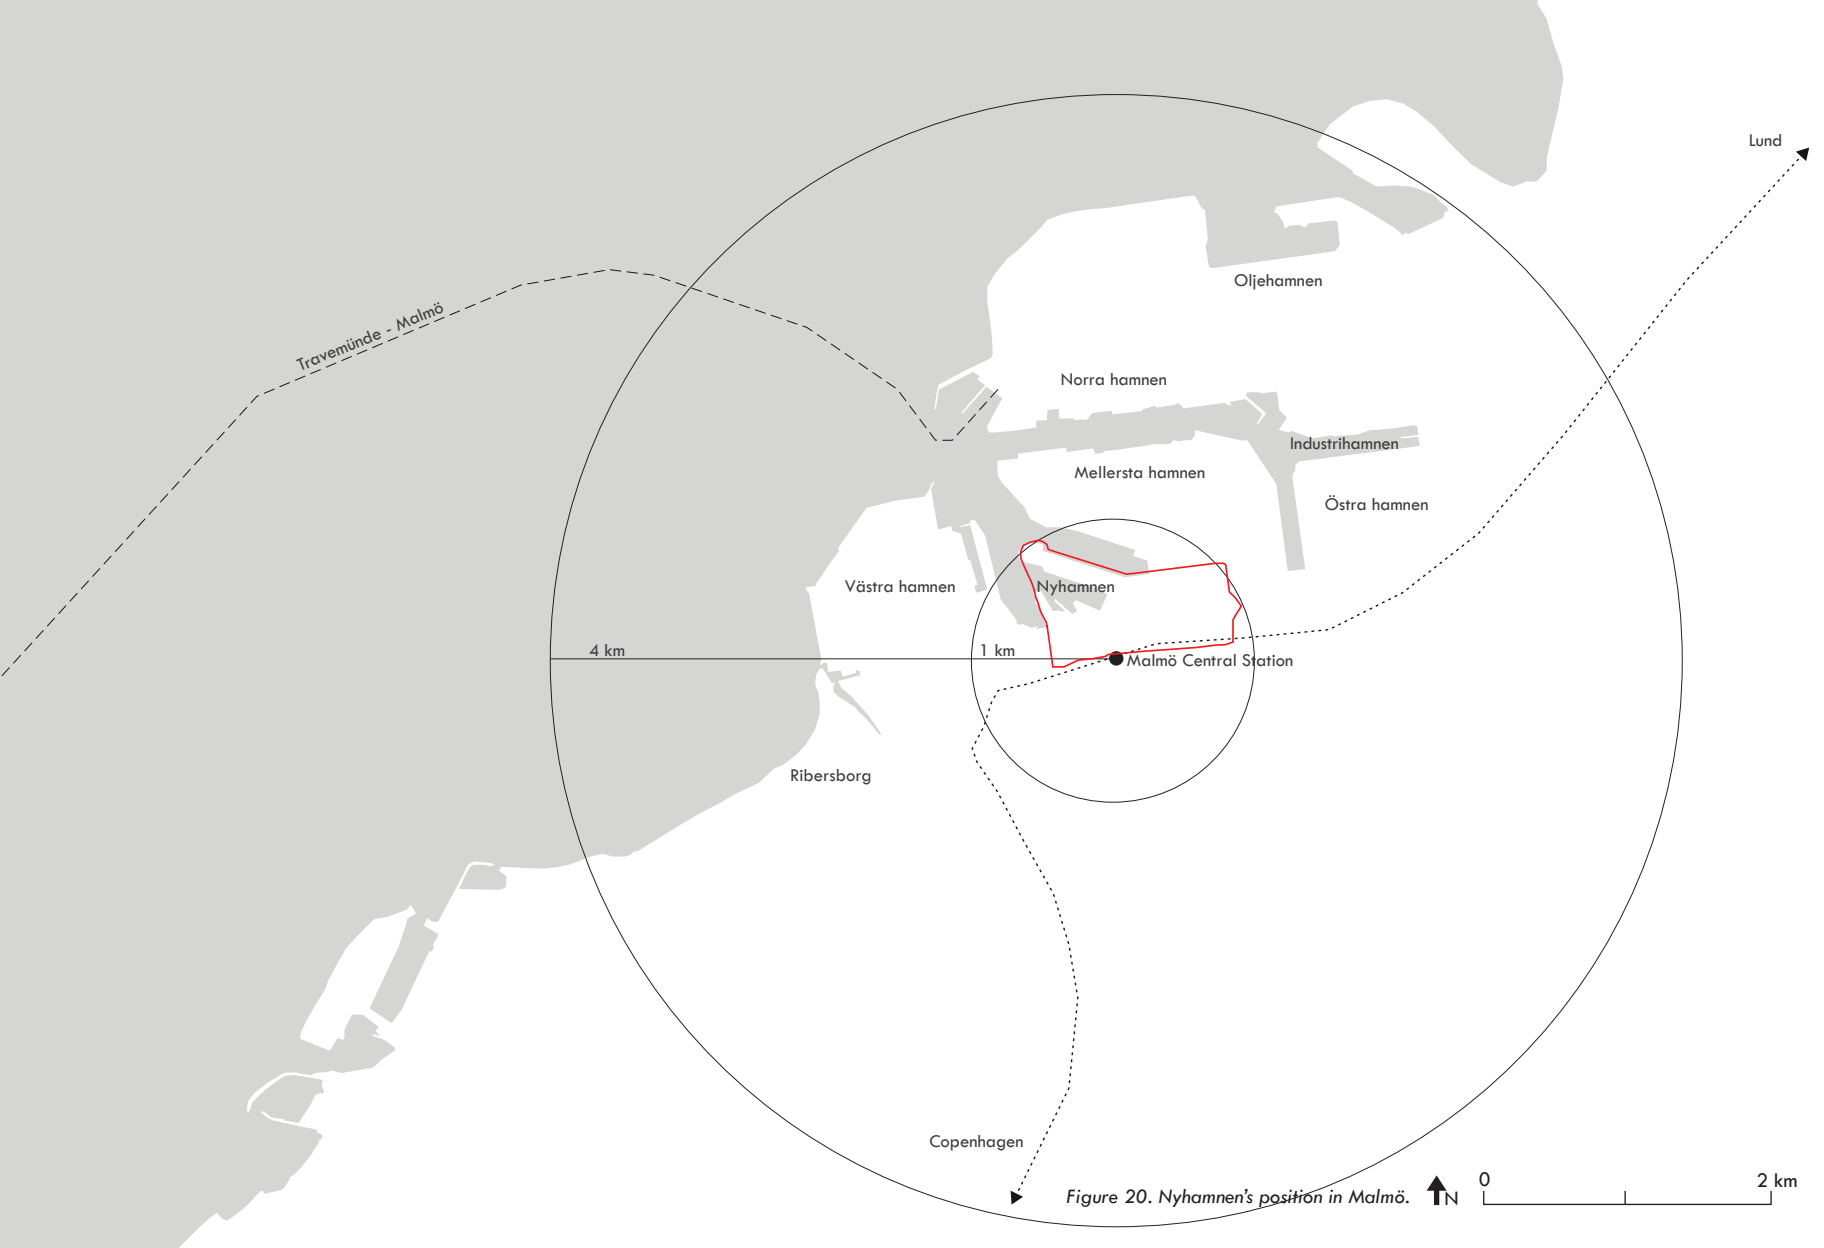 Lund
Oljehamnen
Travemünde - Malmö
Norra hamnen
Industrihamnen
Mellersta hamnen
Östra hamnen
Västra hamnen
Nyhamnen
4 km
1 km
Malmö Central Station
Ribersborg
Copenhagen
Figure 20. Nyhamnen's position in Malmö.
N
0
2 km